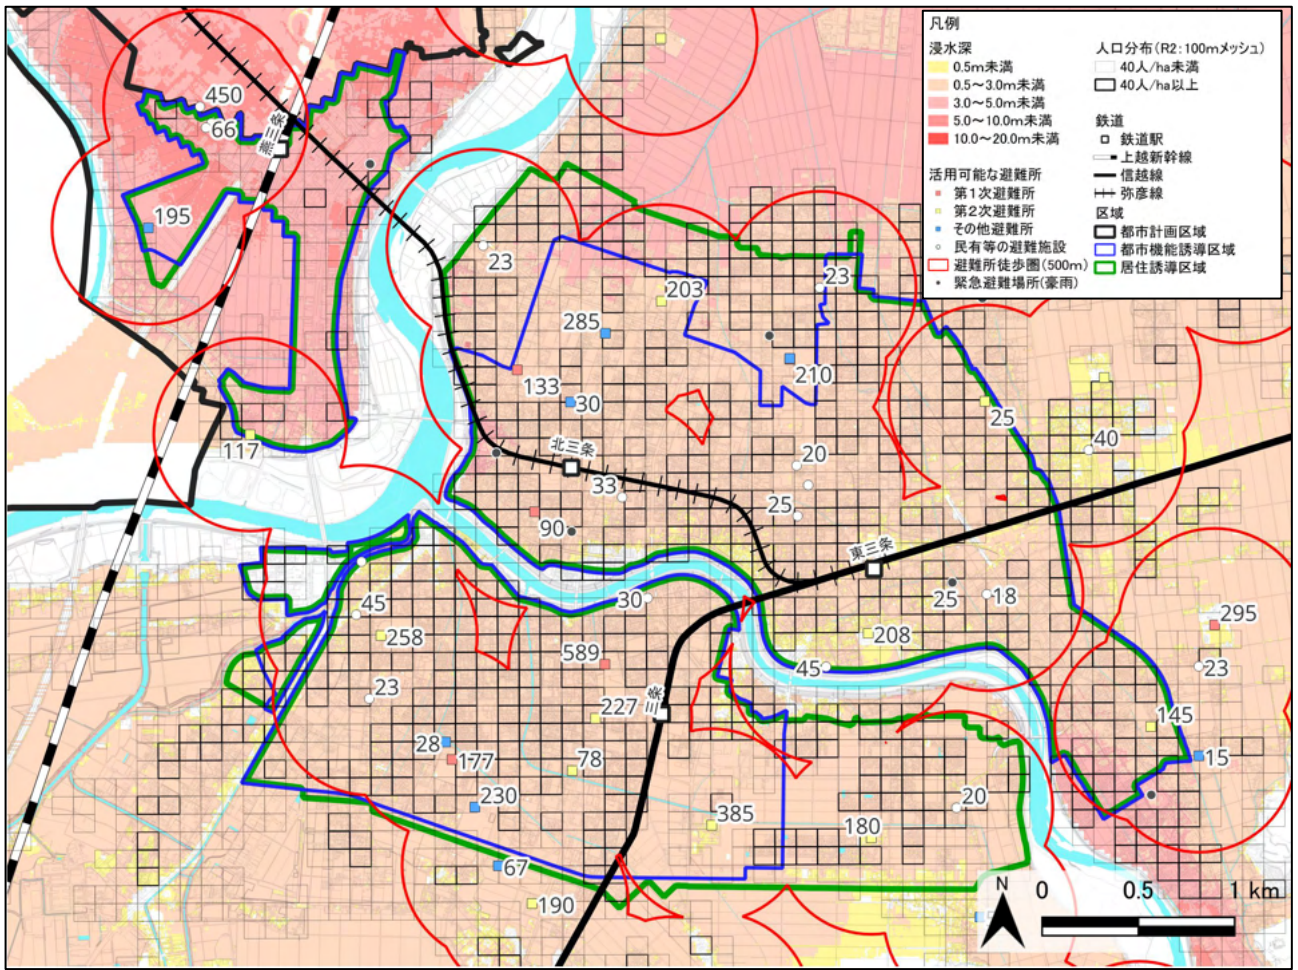 凡例
浸水深
0.5m未満
0.5～3.0m未満
3.0～5.0m未満
5.0～10.0m未満
10.0～20.0m未満
活用可能な避難所
第1次避難所
第2次避難所
その他避難所
民有等の避難施設
避難所徒歩圏(500m)
緊急避難場所(豪雨)
人口分布(R2:100mメッシュ)
40人/ha未満
40人/ha以上
鉄道
鉄道駅
上越新幹線
信越線
弥彦線
区域
都市計画区域
都市機能誘導区域
居住誘導区域
450
66
燕三条
195
23
203
23
285
210
133
30
25
117
40
北三条
20
33
25
90
東三条
30
25
18
45
258
208
295
589
45
23
23
227
三条
145
28
177
78
15
230
385
20
180
67
190
N
0
0.5
1 km